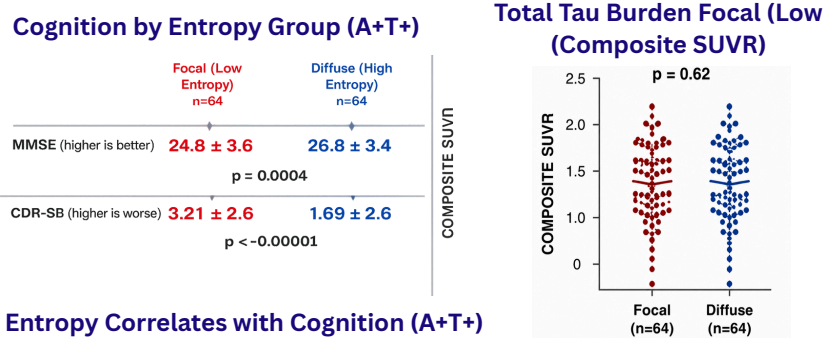 Cognition by Entropy Group (A+T+)
Focal (Low
Entropy)
n=64
Diffuse (High
Entropy)
n=64
MMSE (higher is better) 24.8 ± 3.6 26.8 ± 3.4
p = 0.0004
CDR-SB (higher is worse) 3.21 ± 2.6 1.69 ± 2.6
p < -0.00001
COMPOSITE SUVR
Entropy Correlates with Cognition (A+T+)
Total Tau Burden Focal (Low
(Composite SUVR)
p = 0.62
COMPOSITE SUVR
2.5
2.0
1.5
1.0
0
Focal
(n=64)
Diffuse
(n=64)